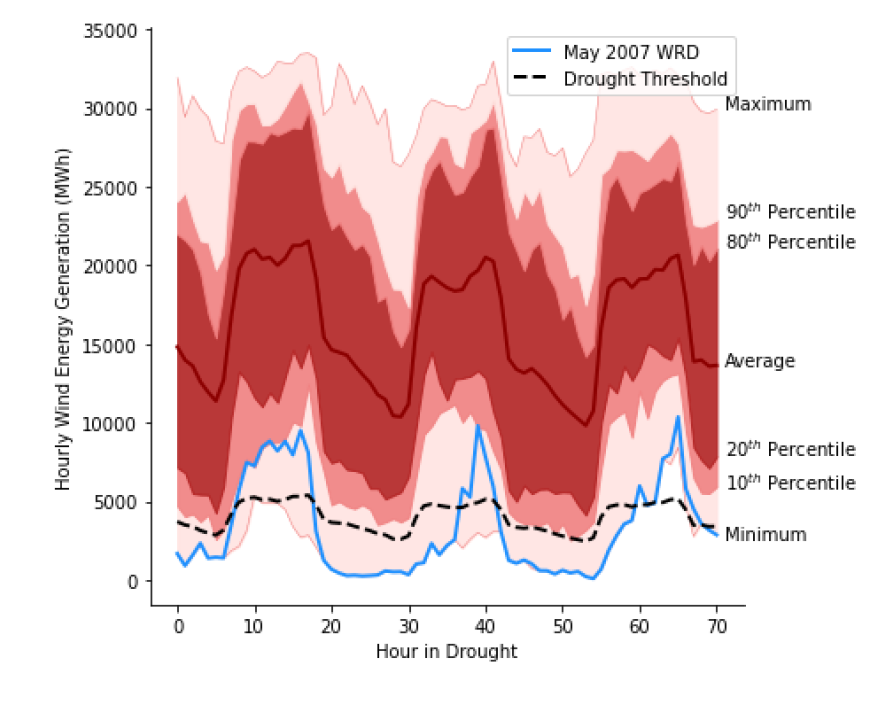 35000
30000
25000
20000
15000
10000
5000
0
Hourly Wind Energy Generation (MWh)
May 2007 WRD
Drought Threshold
Maximum
90th Percentile
80th Percentile
Average
20th Percentile
10th Percentile
Minimum
0 10 20 30 40 50 60 70
Hour in Drought